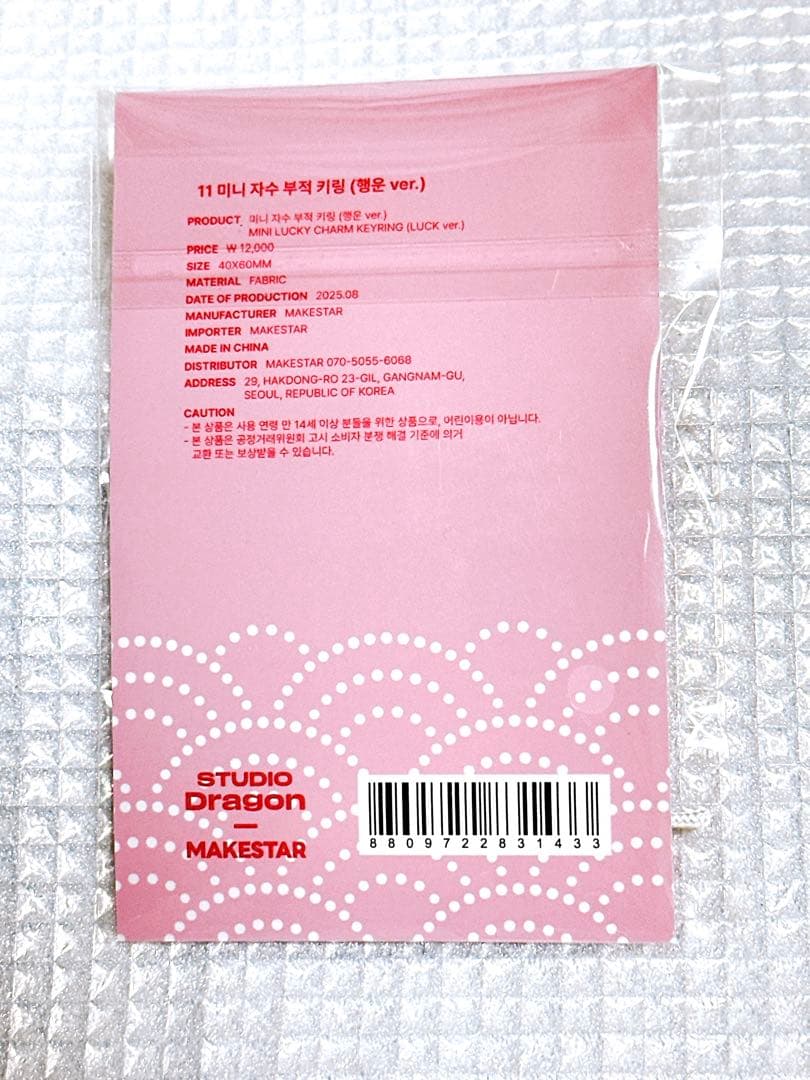 11 미니 자수 부적 키링 (행운 ver.)
PRODUCT 미니 자수 부적 키링 (행운 ver.)
MINI LUCKY CHARM KEYRING (LUCK ver.)
PRICE ₩ 12,000
SIZE 40X60MM
MATERIAL FABRIC
DATE OF PRODUCTION 2025.08
MANUFACTURER MAKESTAR
IMPORTER MAKESTAR
MADE IN CHINA
DISTRIBUTOR MAKESTAR 070-5055-6068
ADDRESS 29, HAKDONG-RO 23-GIL, GANGNAM-GU,
SEOUL, REPUBLIC OF KOREA
CAUTION
- 본 상품은 사용 연령 만 14세 이상 분들을 위한 상품으로, 어린이용이 아닙니다.
- 본 상품은 공정거래위원회 고시 소비자 분쟁 해결 기준에 의거
교환 또는 보상받을 수 있습니다.
STUDIO
Dragon
MAKESTAR
8809722831433